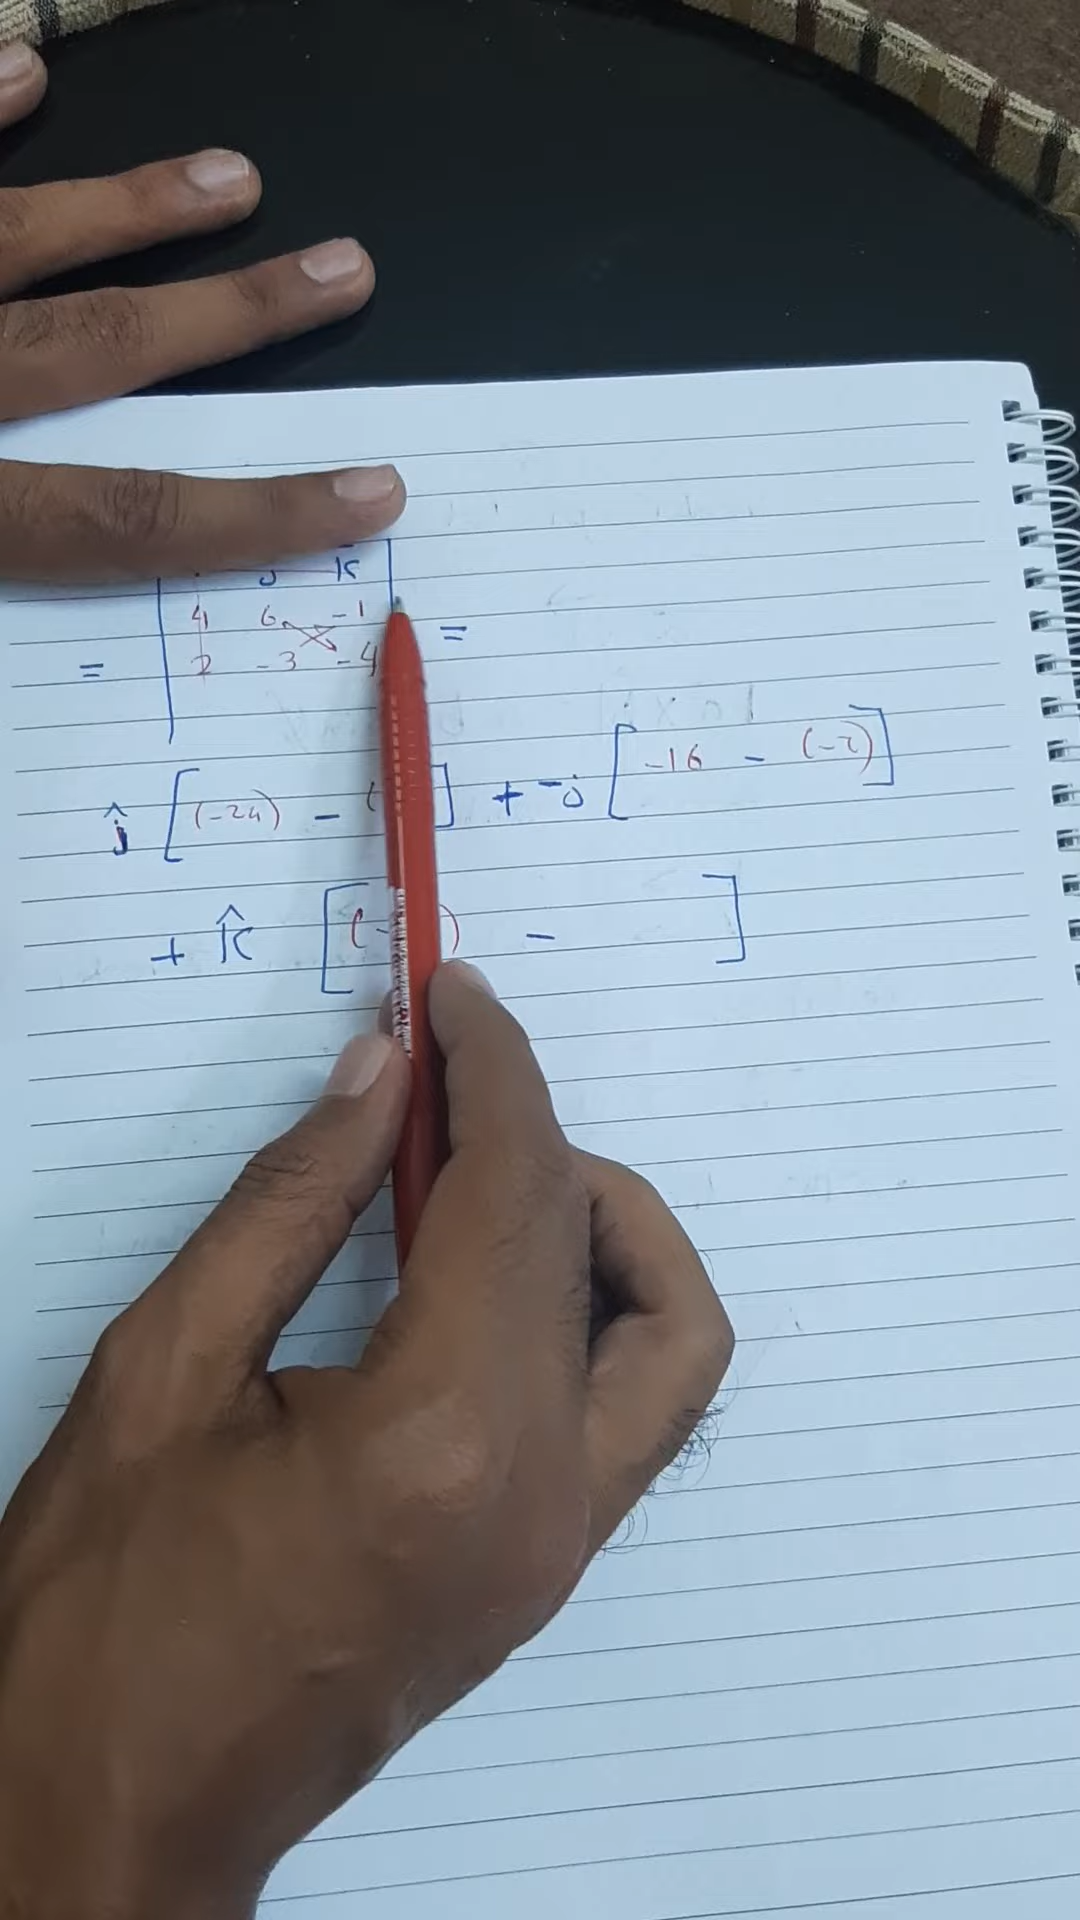 k
4 6 -1
= 2 -3 -4 =
ĵ [(-24) - ( ] + -j [-16 - (-2)]
+ k̂ [(- ) - ]